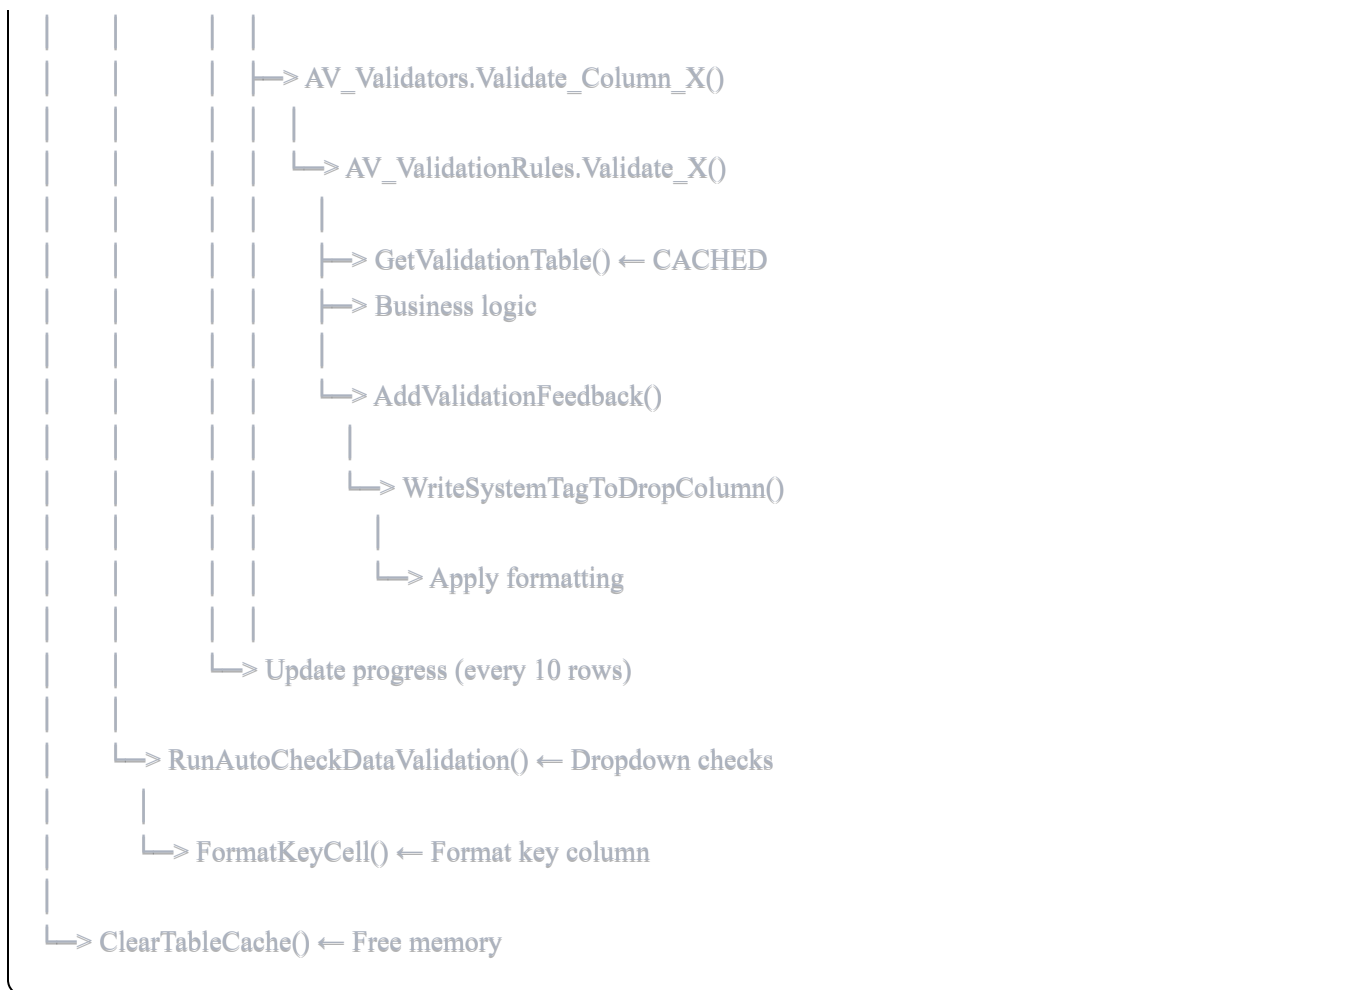 │ │ │ │
│ │ │ ├──> AV_Validators.Validate_Column_X()
│ │ │ │ │
│ │ │ │ └──> AV_ValidationRules.Validate_X()
│ │ │ │ │
│ │ │ │ ├──> GetValidationTable() ← CACHED
│ │ │ │ ├──> Business logic
│ │ │ │ │
│ │ │ │ └──> AddValidationFeedback()
│ │ │ │ │
│ │ │ │ └──> WriteSystemTagToDropColumn()
│ │ │ │ │
│ │ │ │ └──> Apply formatting
│ │ │ │
│ │ └──> Update progress (every 10 rows)
│ │
│ └──> RunAutoCheckDataValidation() ← Dropdown checks
│ │
│ └──> FormatKeyCell() ← Format key column
│
└──> ClearTableCache() ← Free memory